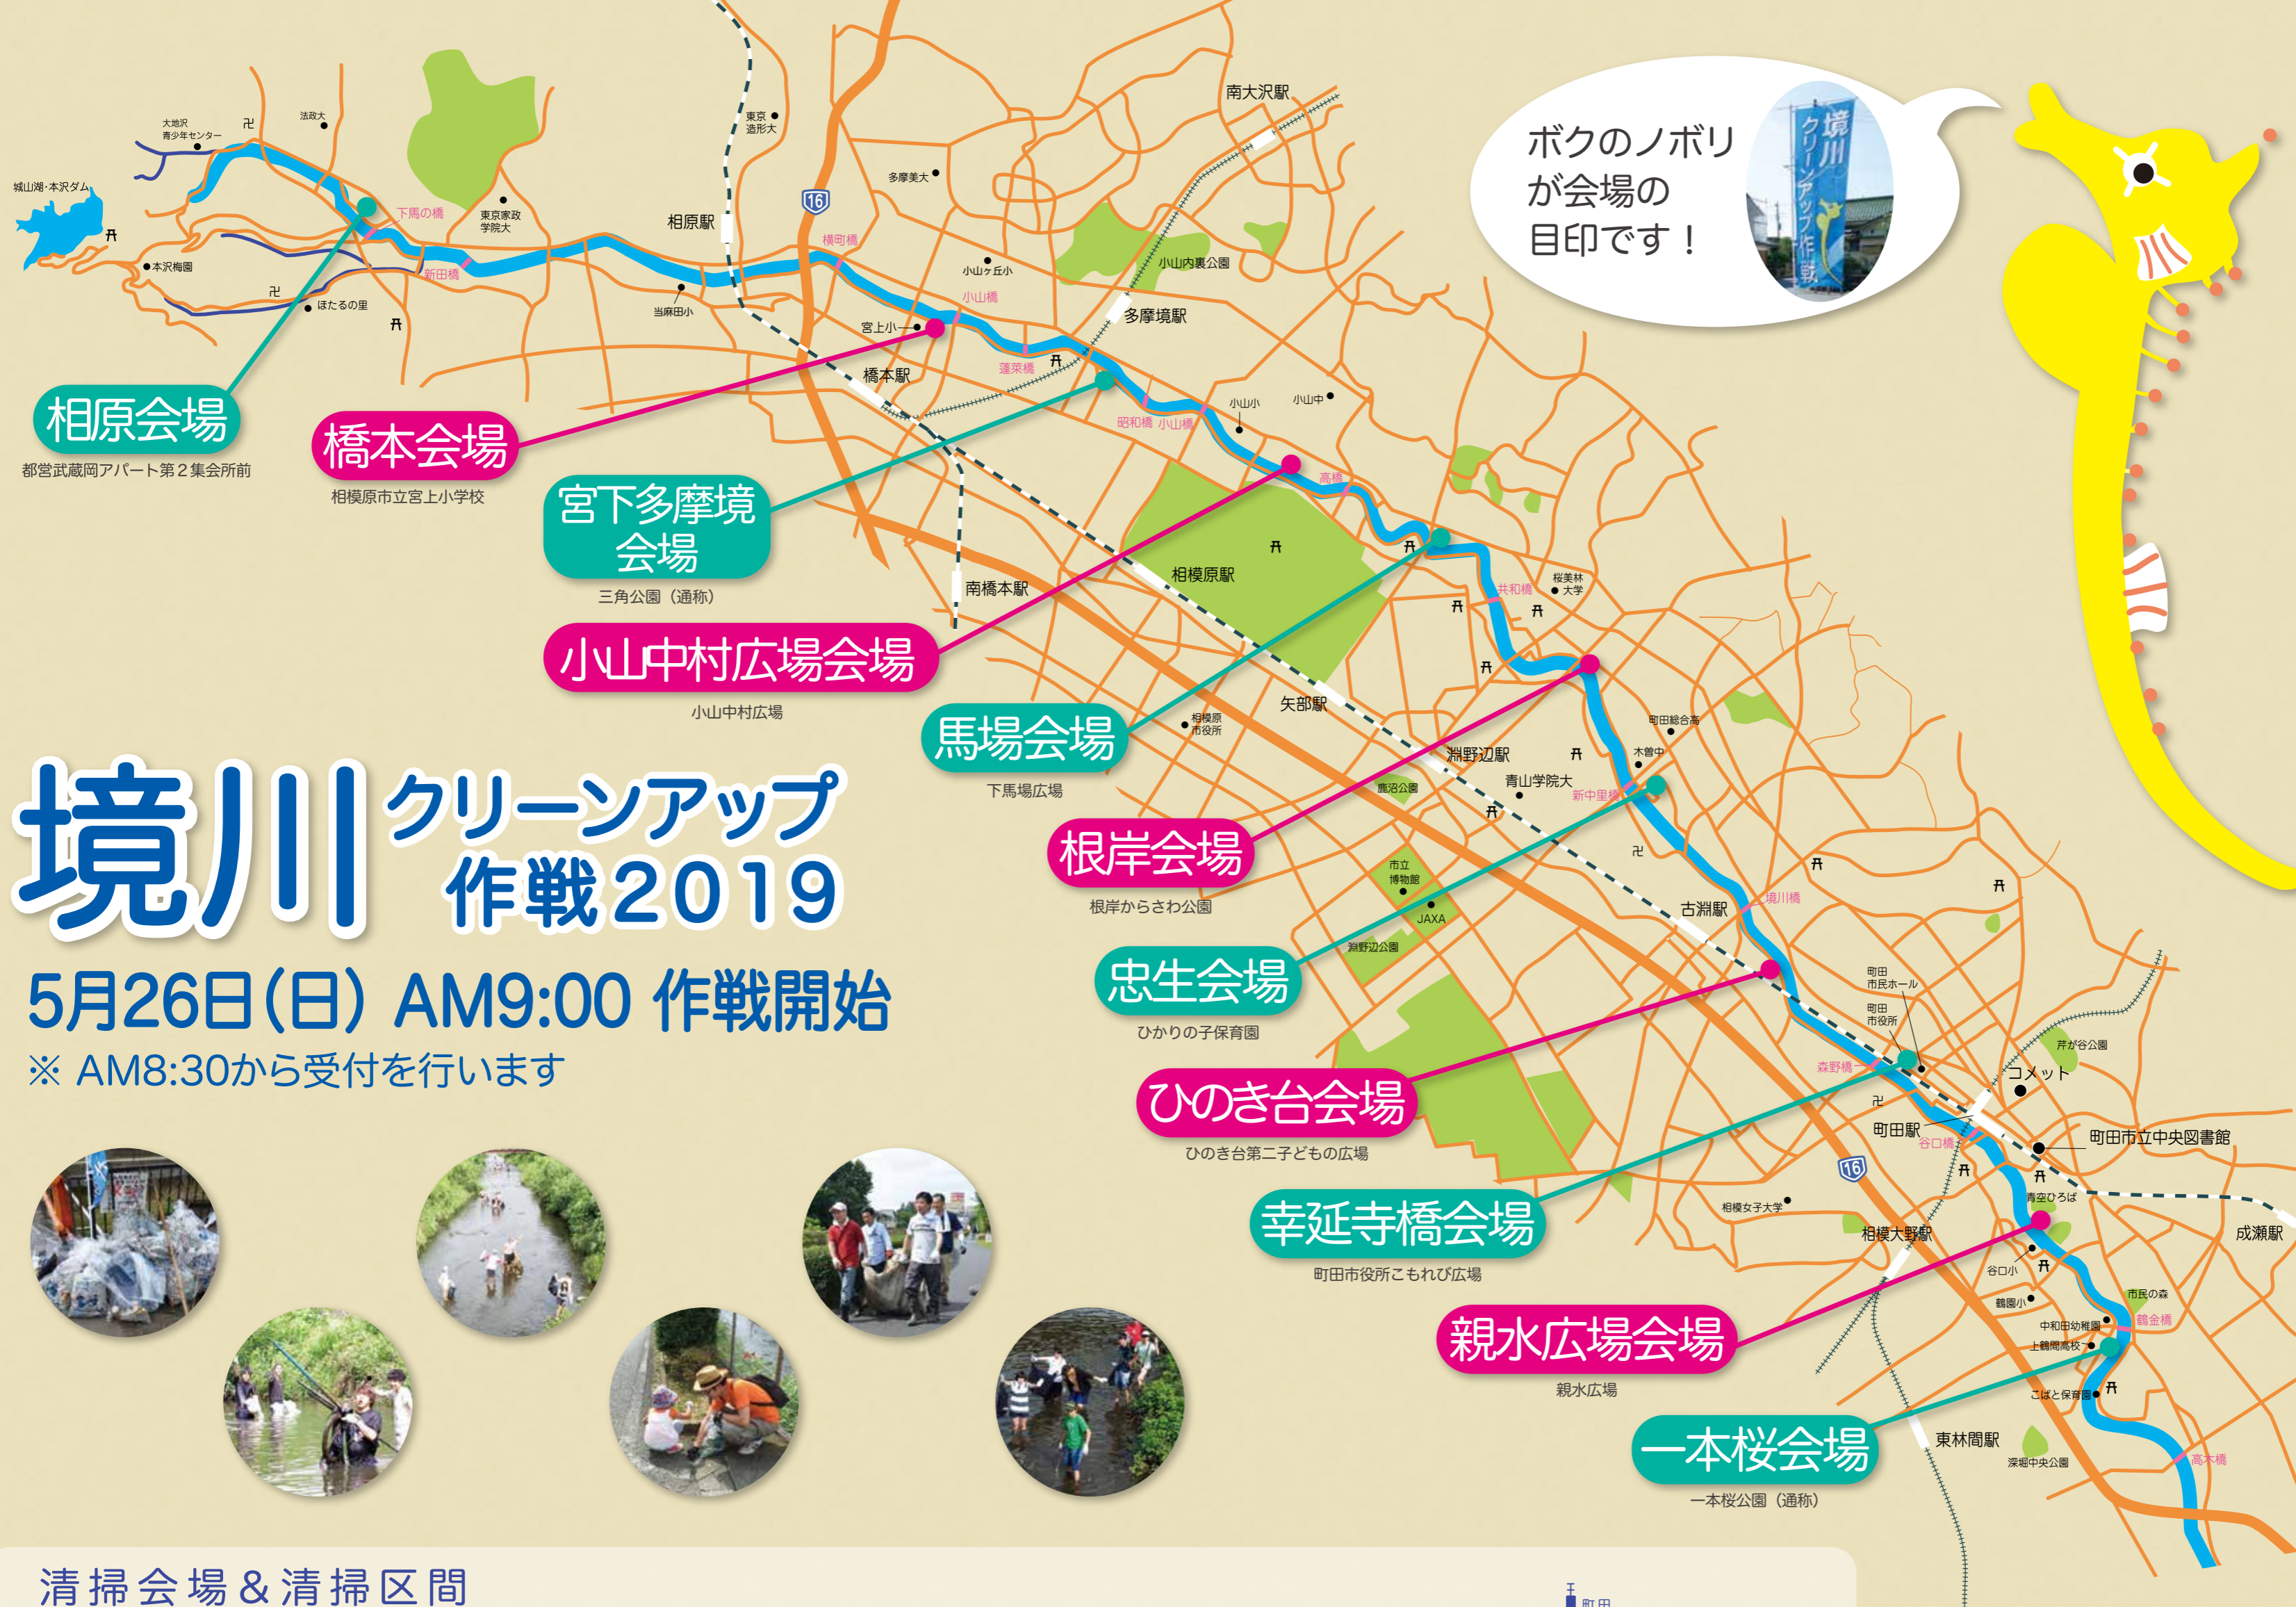 境川 クリーンアップ
作戦2019
5月26日(日) AM9:00 作戦開始
※ AM8:30から受付を行います
ボクのノボリ
が会場の
目印です！
境川
クリーンアップ作戦
相原会場
都営武蔵岡アパート第２集会所前
橋本会場
相模原市立宮上小学校
宮下多摩境
会場
三角公園（通称）
小山中村広場会場
小山中村広場
馬場会場
下馬場広場
根岸会場
根岸からさわ公園
忠生会場
ひかりの子保育園
ひのき台会場
ひのき台第二子どもの広場
幸延寺橋会場
町田市役所こもれび広場
親水広場会場
親水広場
一本桜会場
一本桜公園（通称）
大地沢
青少年センター
卍
法政大
城山湖・本沢ダム
本沢梅園
卍
ほたるの里
下馬の橋
新田橋
東京家政
学院大
相原駅
当麻田小
東京
造形大
16
横町橋
多摩美大
小山ヶ丘小
小山橋
宮上小
蓬莱橋
橋本駅
南大沢駅
小山内裏公園
多摩境駅
昭和橋
小山橋
小山小
小山中
高橋
南橋本駅
相模原駅
共和橋
桜美林
大学
矢部駅
相模原
市役所
淵野辺駅
青山学院大
鹿沼公園
町田総合高
木曽中
新中里橋
卍
市立
博物館
JAXA
淵野辺公園
古淵駅
境川橋
町田
市民ホール
町田
市役所
森野橋
卍
芹が谷公園
コメット
町田駅
谷口橋
町田市立中央図書館
16
青空ひろば
相模女子大学
相模大野駅
成瀬駅
谷口小
鶴園小
市民の森
中和田幼稚園
鶴金橋
上鶴間高校
こばと保育園
東林間駅
深堀中央公園
高木橋
清掃会場＆清掃区間
町田